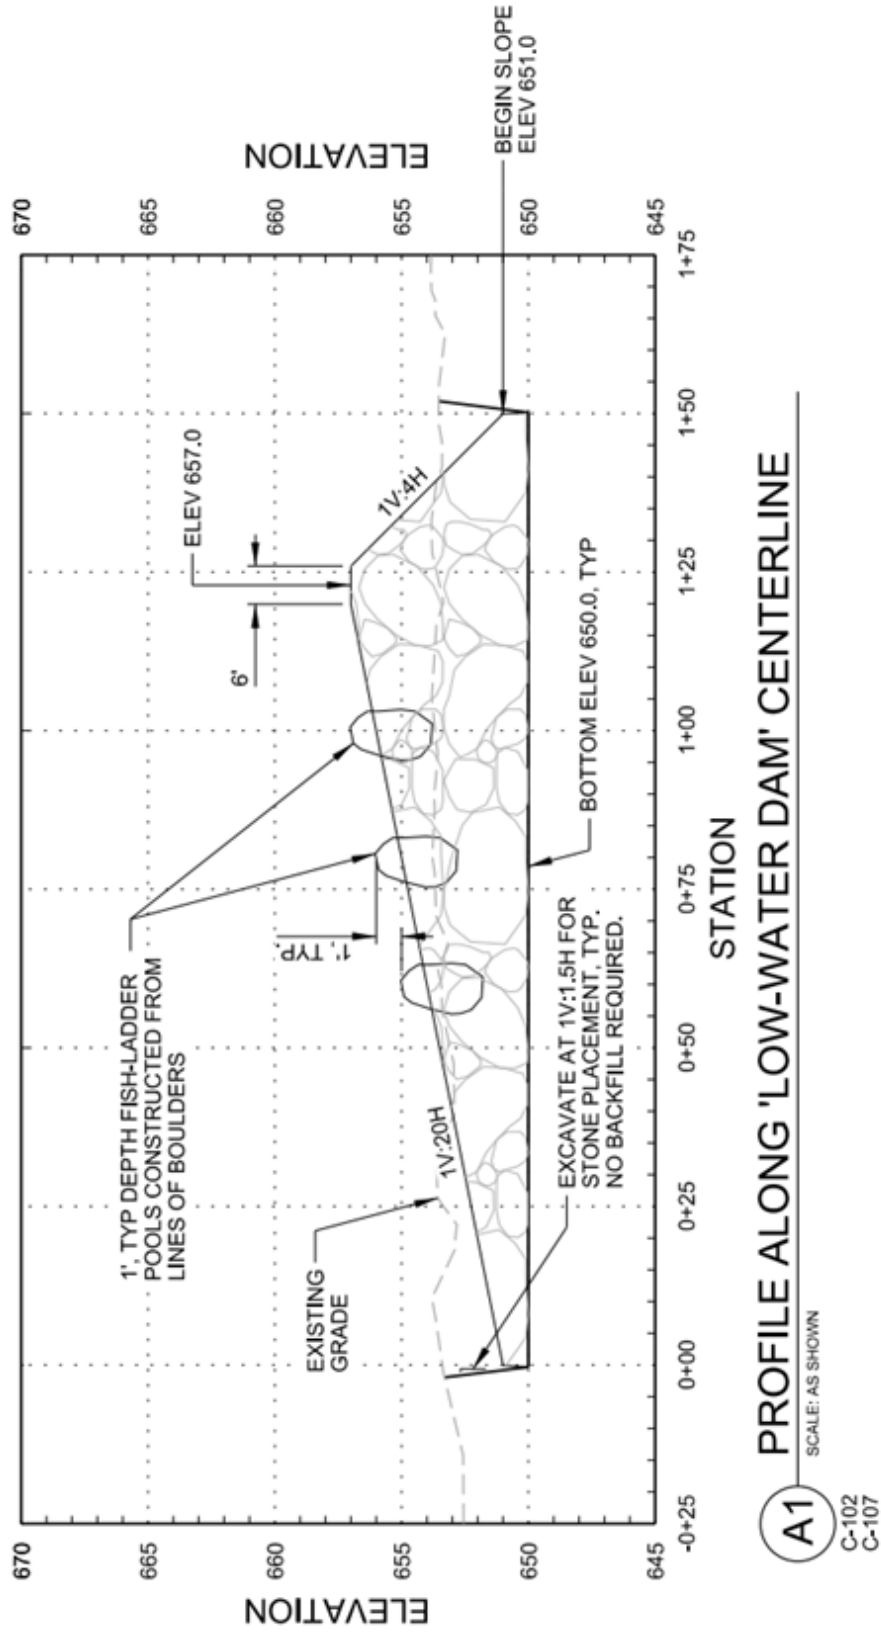 ELEVATION
ELEVATION
670
665
660
655
650
645
670
665
660
655
650
645
1', TYP DEPTH FISH-LADDER
POOLS CONSTRUCTED FROM
LINES OF BOULDERS
6'
ELEV 657.0
EXISTING
GRADE
1', TYP.
1V:20H
1V:4H
BEGIN SLOPE
ELEV 651.0
EXCAVATE AT 1V:1.5H FOR
STONE PLACEMENT, TYP.
NO BACKFILL REQUIRED.
BOTTOM ELEV 650.0, TYP
-0+25
0+00
0+25
0+50
0+75
1+00
1+25
1+50
1+75
STATION
A1
PROFILE ALONG 'LOW-WATER DAM' CENTERLINE
SCALE: AS SHOWN
C-102
C-107